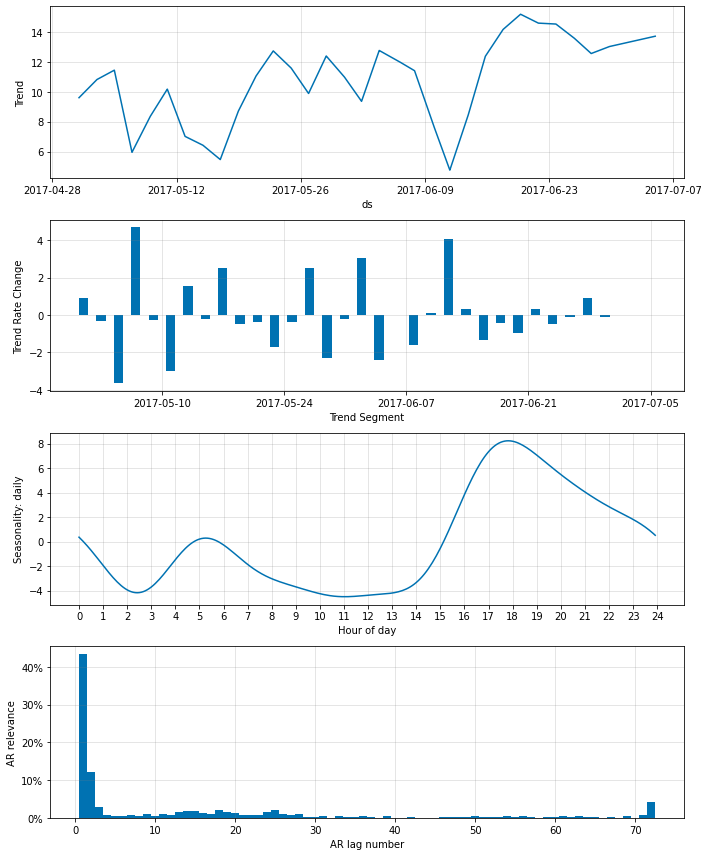 14
12
10
8
6
Trend
2017-04-28 2017-05-12 2017-05-26 2017-06-09 2017-06-23 2017-07-07
ds
4
2
0
−2
−4
Trend Rate Change
2017-05-10 2017-05-24 2017-06-07 2017-06-21 2017-07-05
Trend Segment
8
6
4
2
0
−2
−4
Seasonality: daily
0 1 2 3 4 5 6 7 8 9 10 11 12 13 14 15 16 17 18 19 20 21 22 23 24
Hour of day
40%
30%
20%
10%
0%
AR relevance
0 10 20 30 40 50 60 70
AR lag number